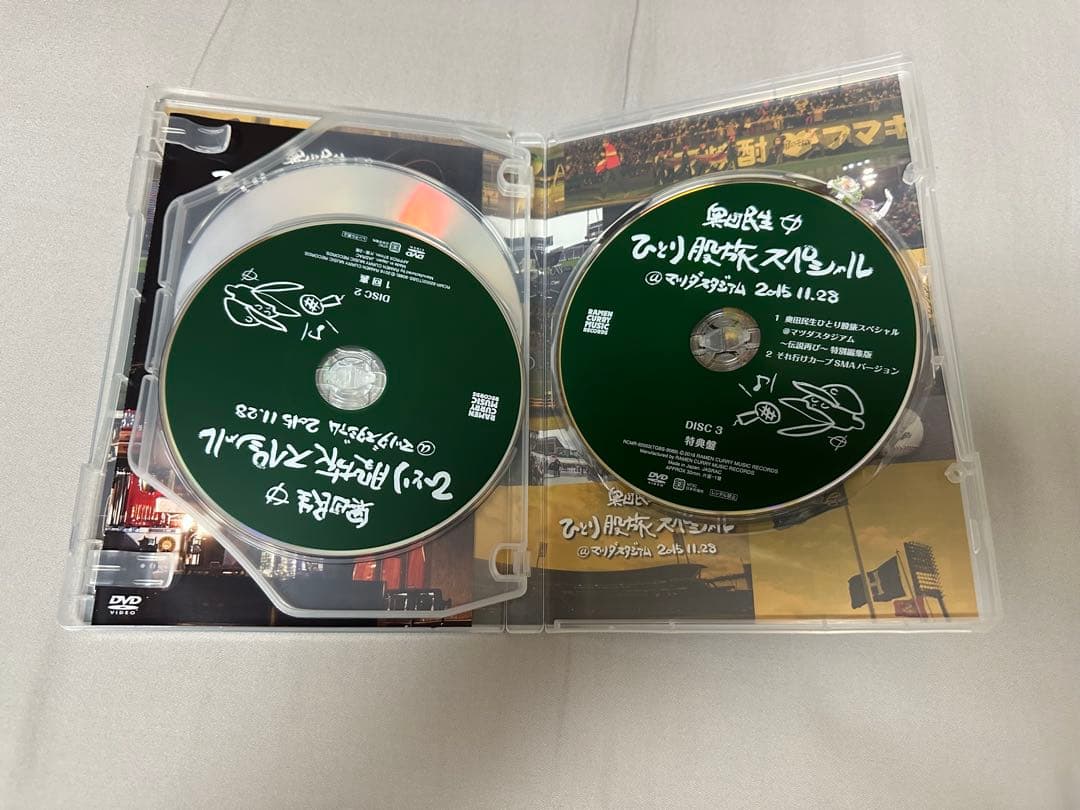 奥田民生
ひとり股旅スペシャル
@マツダスタジアム 2015.11.28
RAMEN
CURRY
MUSIC
RECORDS
DISC 2
DVD
VIDEO
奥田民生
ひとり股旅スペシャル
@マツダスタジアム 2015.11.28
RAMEN
CURRY
MUSIC
RECORDS
1 奥田民生ひとり股旅スペシャル
@マツダスタジアム
~伝説再び~ 特別編集版
2 それ行けカープ SMAバージョン
DISC 3
特典盤
Manufactured by RAMEN CURRY MUSIC RECORDS
Made in Japan. JASRAC
DVD
ひとり股旅スペシャル
@マツダスタジアム 2015.11.28
フマキ